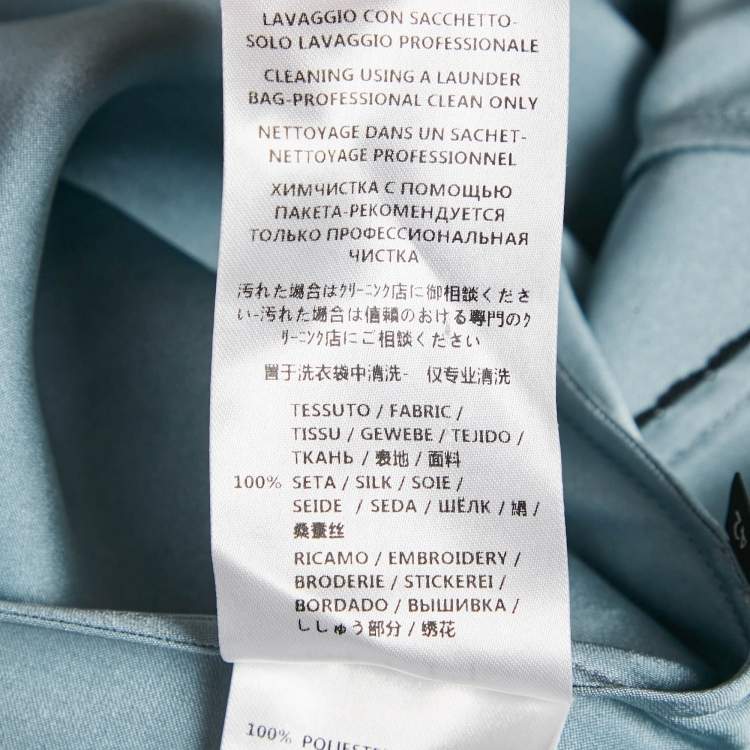 LAVAGGIO CON SACCHETTO-
SOLO LAVAGGIO PROFESSIONALE
CLEANING USING A LAUNDER
BAG-PROFESSIONAL CLEAN ONLY
NETTOYAGE DANS UN SACHET-
NETTOYAGE PROFESSIONNEL
ХИМЧИСТКА С ПОМОЩЬЮ
ПАКЕТА-РЕКОМЕНДУЕТСЯ
ТОЛЬКО ПРОФЕССИОНАЛЬНАЯ
ЧИСТКА
汚れた場合はｸﾘｰﾆﾝｸ店に御相談くださ
い-汚れた場合は信頼のおける専門のｸ
ﾘｰﾆﾝｸ店にご相談ください
置于洗衣袋中清洗- 仅专业清洗
TESSUTO / FABRIC /
TISSU / GEWEBE / TEJIDO /
ТКАНЬ / 表地 / 面料
100% SETA / SILK / SOIE /
SEIDE / SEDA / ШЁЛК / 絹 /
桑蚕丝
RICAMO / EMBROIDERY /
BRODERIE / STICKEREI /
BORDADO / ВЫШИВКА /
ししゅう部分 / 绣花
100%